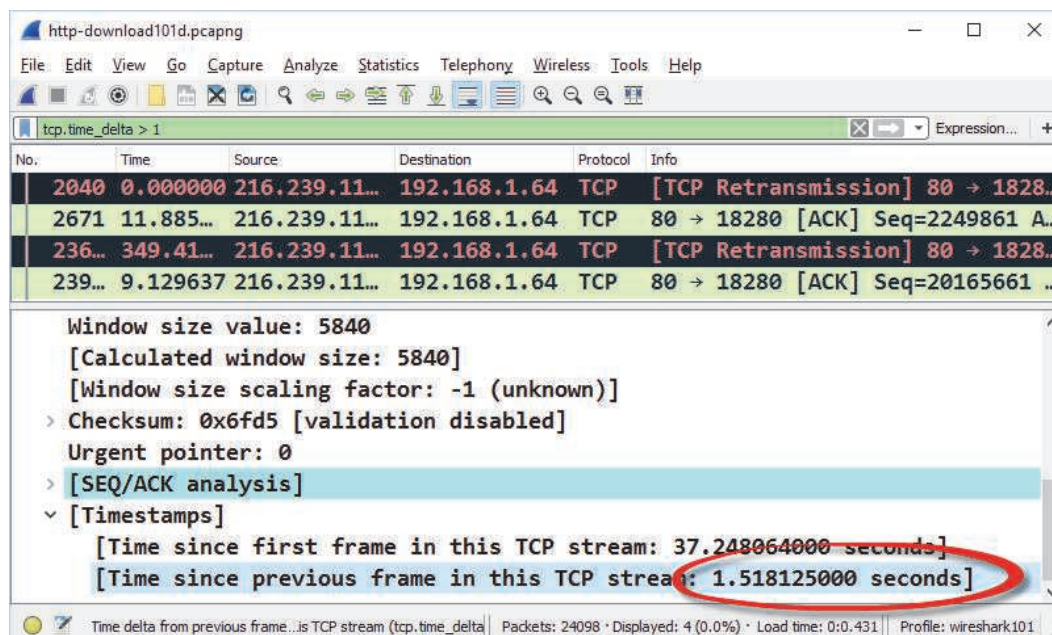 http-download101d.pcapng
File Edit View Go Capture Analyze Statistics Telephony Wireless Tools Help
tcp.time_delta > 1 Expression... +
No. Time Source Destination Protocol Info
2040 0.000000 216.239.11... 192.168.1.64 TCP [TCP Retransmission] 80 → 1828...
2671 11.885... 216.239.11... 192.168.1.64 TCP 80 → 18280 [ACK] Seq=2249861 A...
236... 349.41... 216.239.11... 192.168.1.64 TCP [TCP Retransmission] 80 → 1828...
239... 9.129637 216.239.11... 192.168.1.64 TCP 80 → 18280 [ACK] Seq=20165661 ...
Window size value: 5840
[Calculated window size: 5840]
[Window size scaling factor: -1 (unknown)]
Checksum: 0x6fd5 [validation disabled]
Urgent pointer: 0
[SEQ/ACK analysis]
[Timestamps]
[Time since first frame in this TCP stream: 37.248064000 seconds]
[Time since previous frame in this TCP stream: 1.518125000 seconds]
Time delta from previous frame...is TCP stream (tcp.time_delta Packets: 24098 · Displayed: 4 (0.0%) · Load time: 0:0.431 Profile: wireshark101